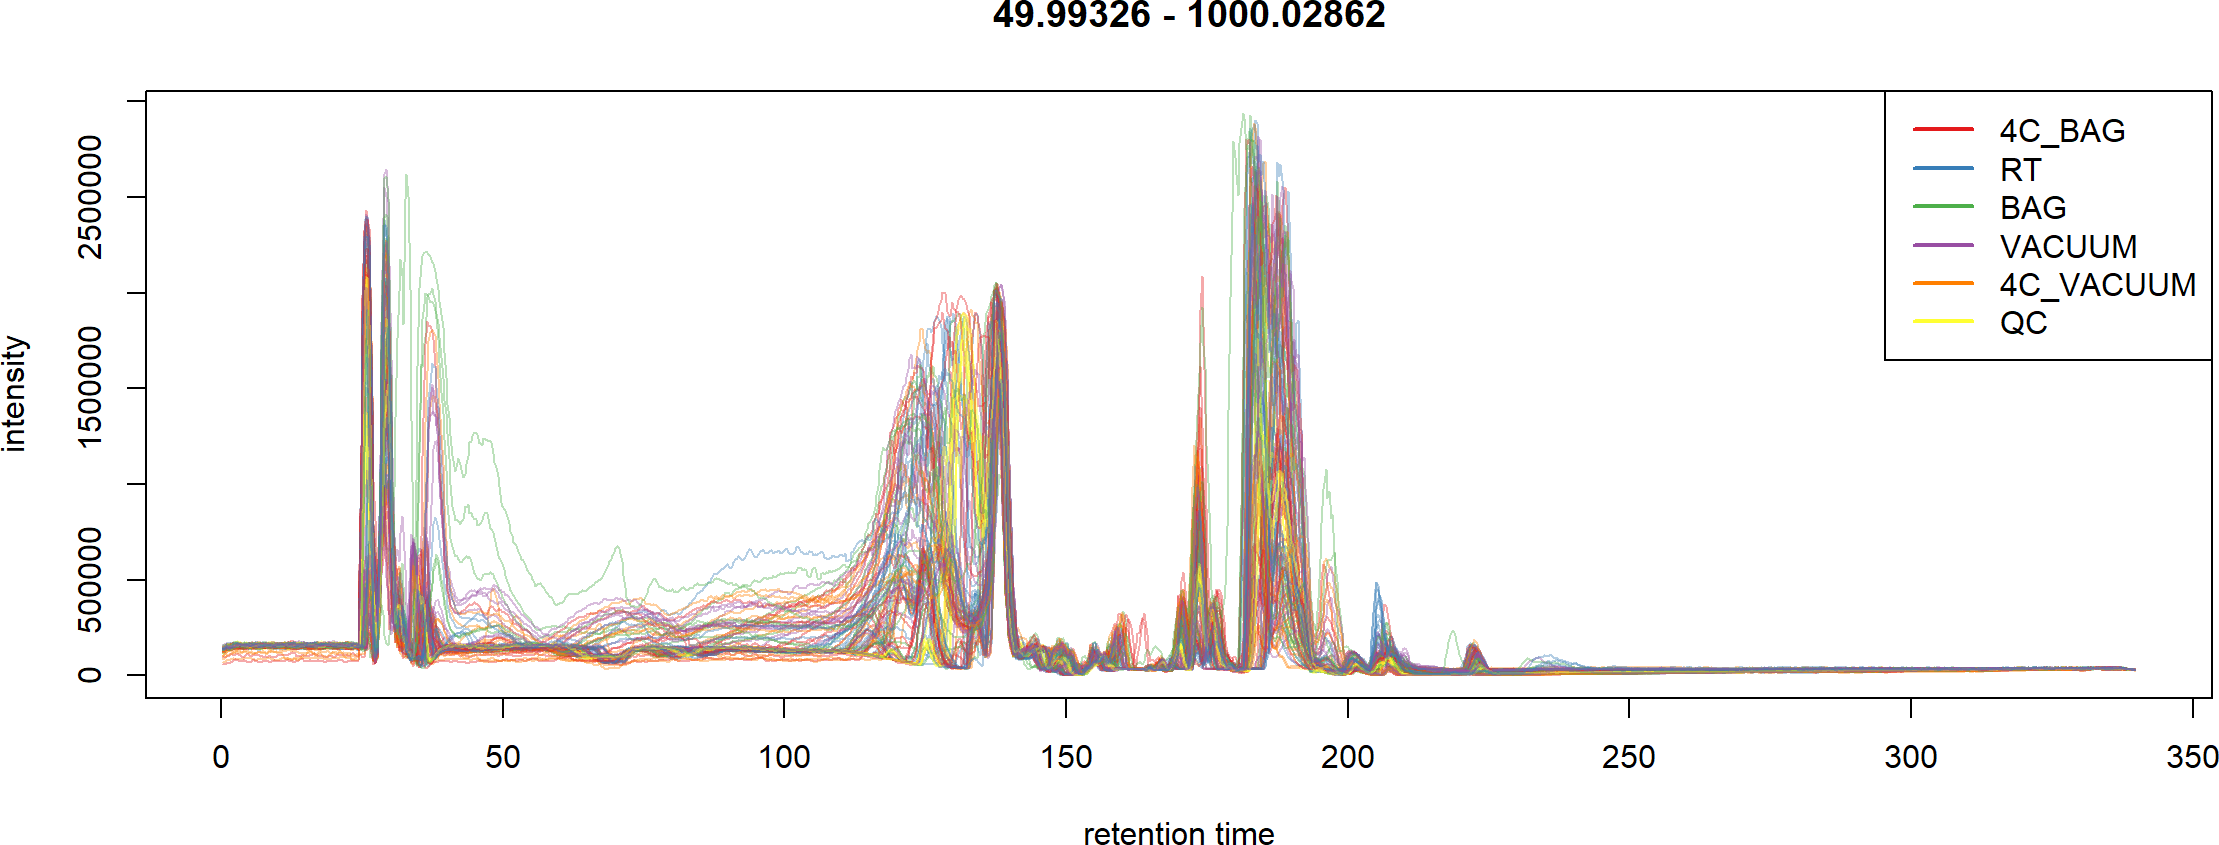 49.99326 - 1000.02862
4C_BAG
RT
BAG
VACUUM
4C_VACUUM
QC
intensity
2500000
1500000
500000
0
0 50 100 150 200 250 300 350
retention time